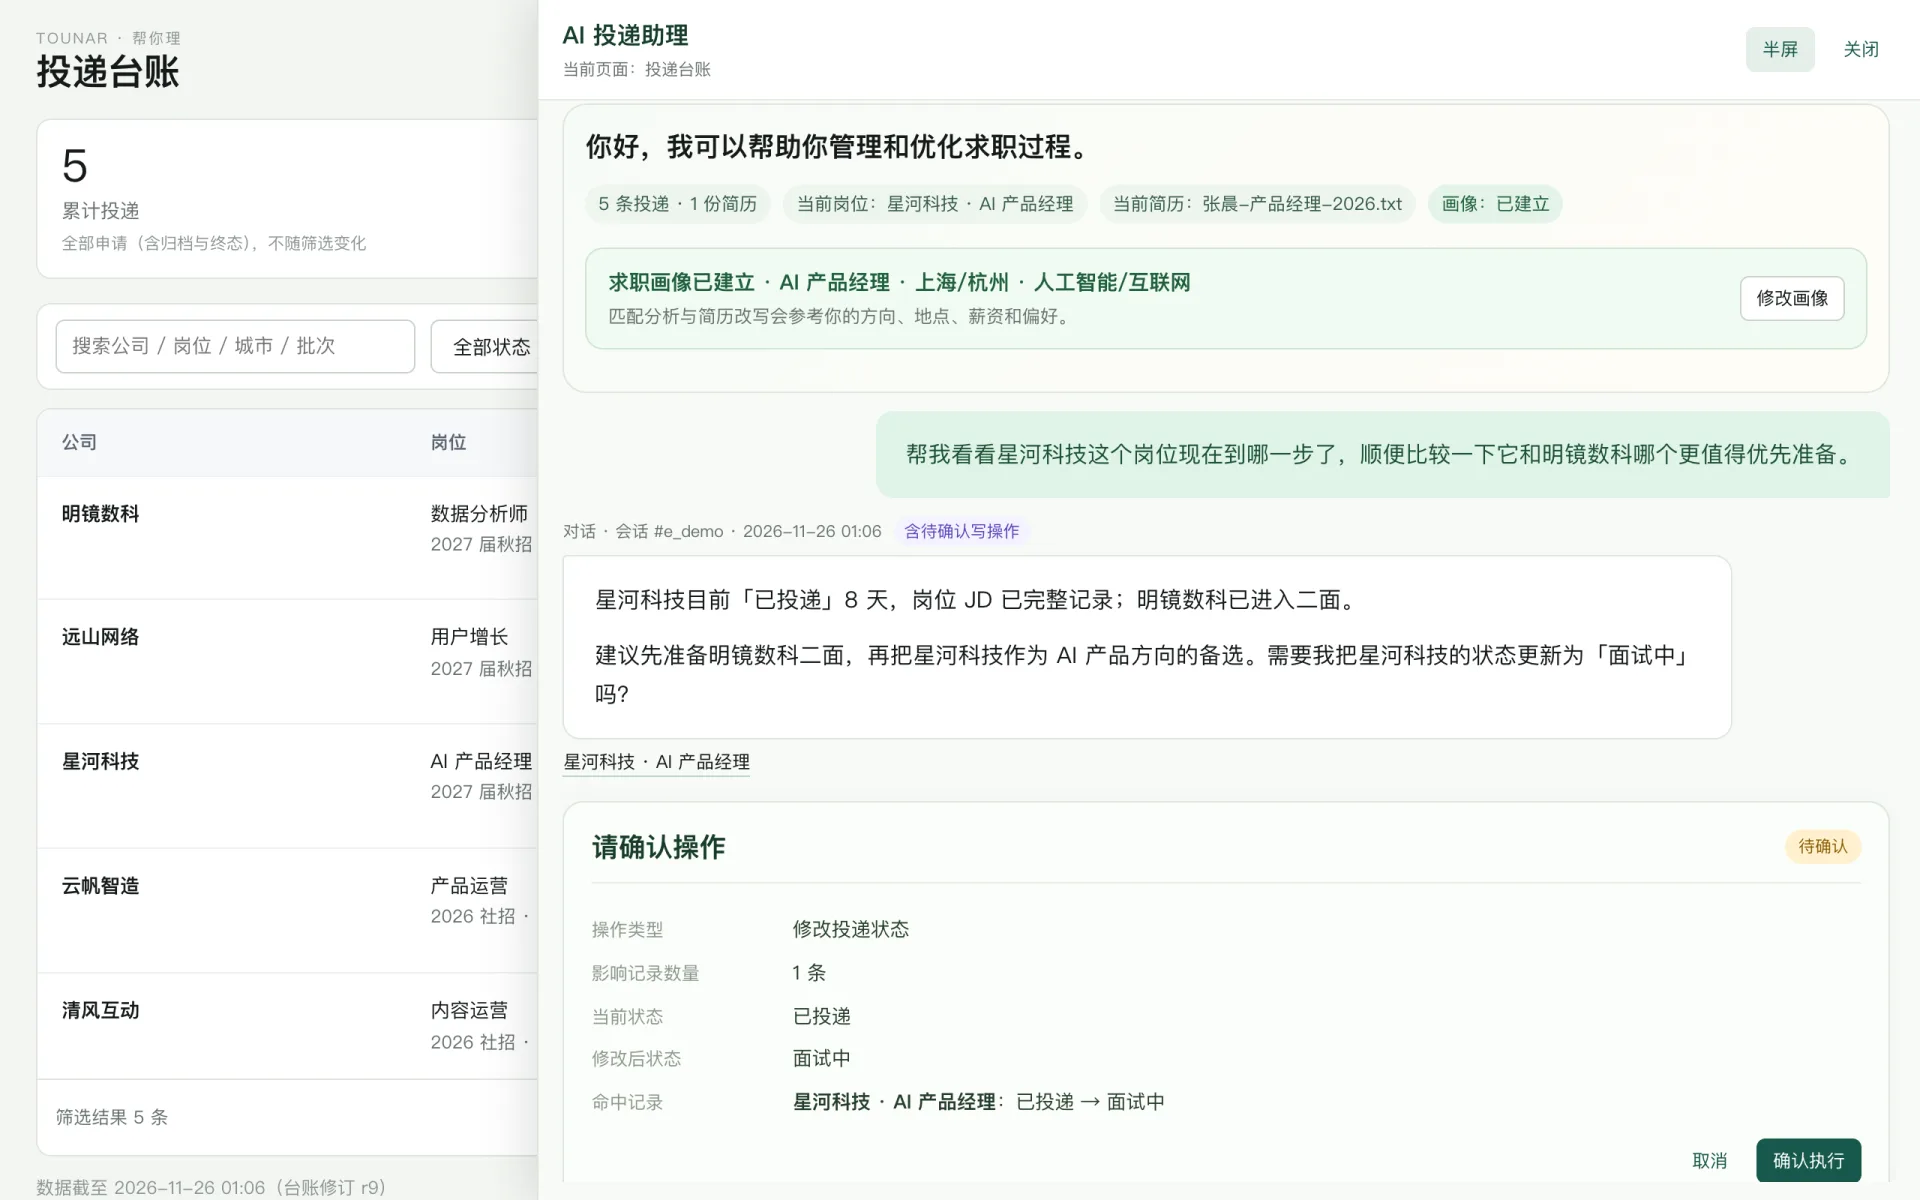 TOUNAR · 帮你理
投递台账
5
累计投递
全部申请（含归档与终态），不随筛选变化
搜索公司 / 岗位 / 城市 / 批次
全部状态
公司
岗位
明镜数科
数据分析师
2027 届秋招
远山网络
用户增长
2027 届秋招
星河科技
AI 产品经理
2027 届秋招
云帆智造
产品运营
2026 社招 ·
清风互动
内容运营
2026 社招 ·
筛选结果 5 条
数据截至 2026-11-26 01:06（台账修订 r9）
AI 投递助理
当前页面：投递台账
半屏
关闭
你好，我可以帮助你管理和优化求职过程。
5 条投递 · 1 份简历
当前岗位：星河科技 · AI 产品经理
当前简历：张晨-产品经理-2026.txt
画像：已建立
求职画像已建立 · AI 产品经理 · 上海/杭州 · 人工智能/互联网
匹配分析与简历改写会参考你的方向、地点、薪资和偏好。
修改画像
帮我看看星河科技这个岗位现在到哪一步了，顺便比较一下它和明镜数科哪个更值得优先准备。
对话 · 会话 #e_demo · 2026-11-26 01:06
含待确认写操作
星河科技目前「已投递」8 天，岗位 JD 已完整记录；明镜数科已进入二面。
建议先准备明镜数科二面，再把星河科技作为 AI 产品方向的备选。需要我把星河科技的状态更新为「面试中」
吗？
星河科技 · AI 产品经理
请确认操作
待确认
操作类型
修改投递状态
影响记录数量
1 条
当前状态
已投递
修改后状态
面试中
命中记录
星河科技 · AI 产品经理：已投递 → 面试中
取消
确认执行